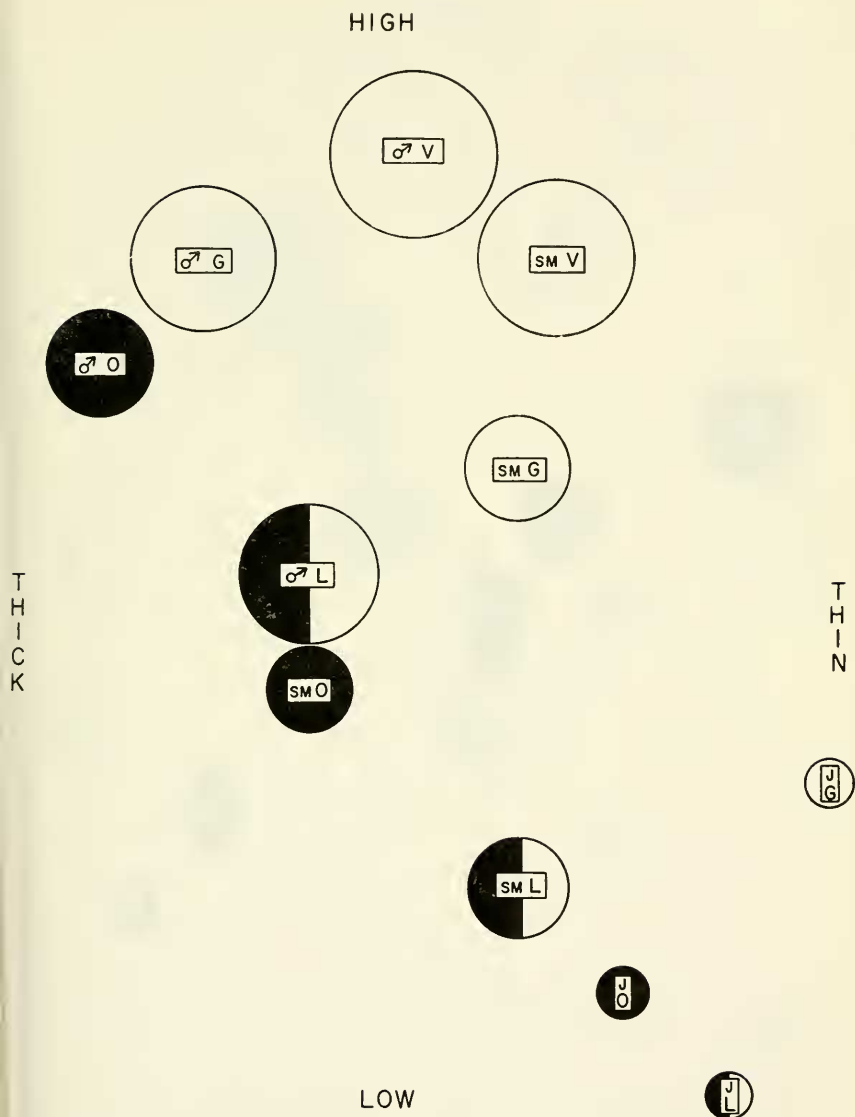 HIGH
♂ V
♂ G
SM V
♂ O
SM G
THICK
♂ L
THIN
SM O
J
G
SM L
J
O
J
L
LOW